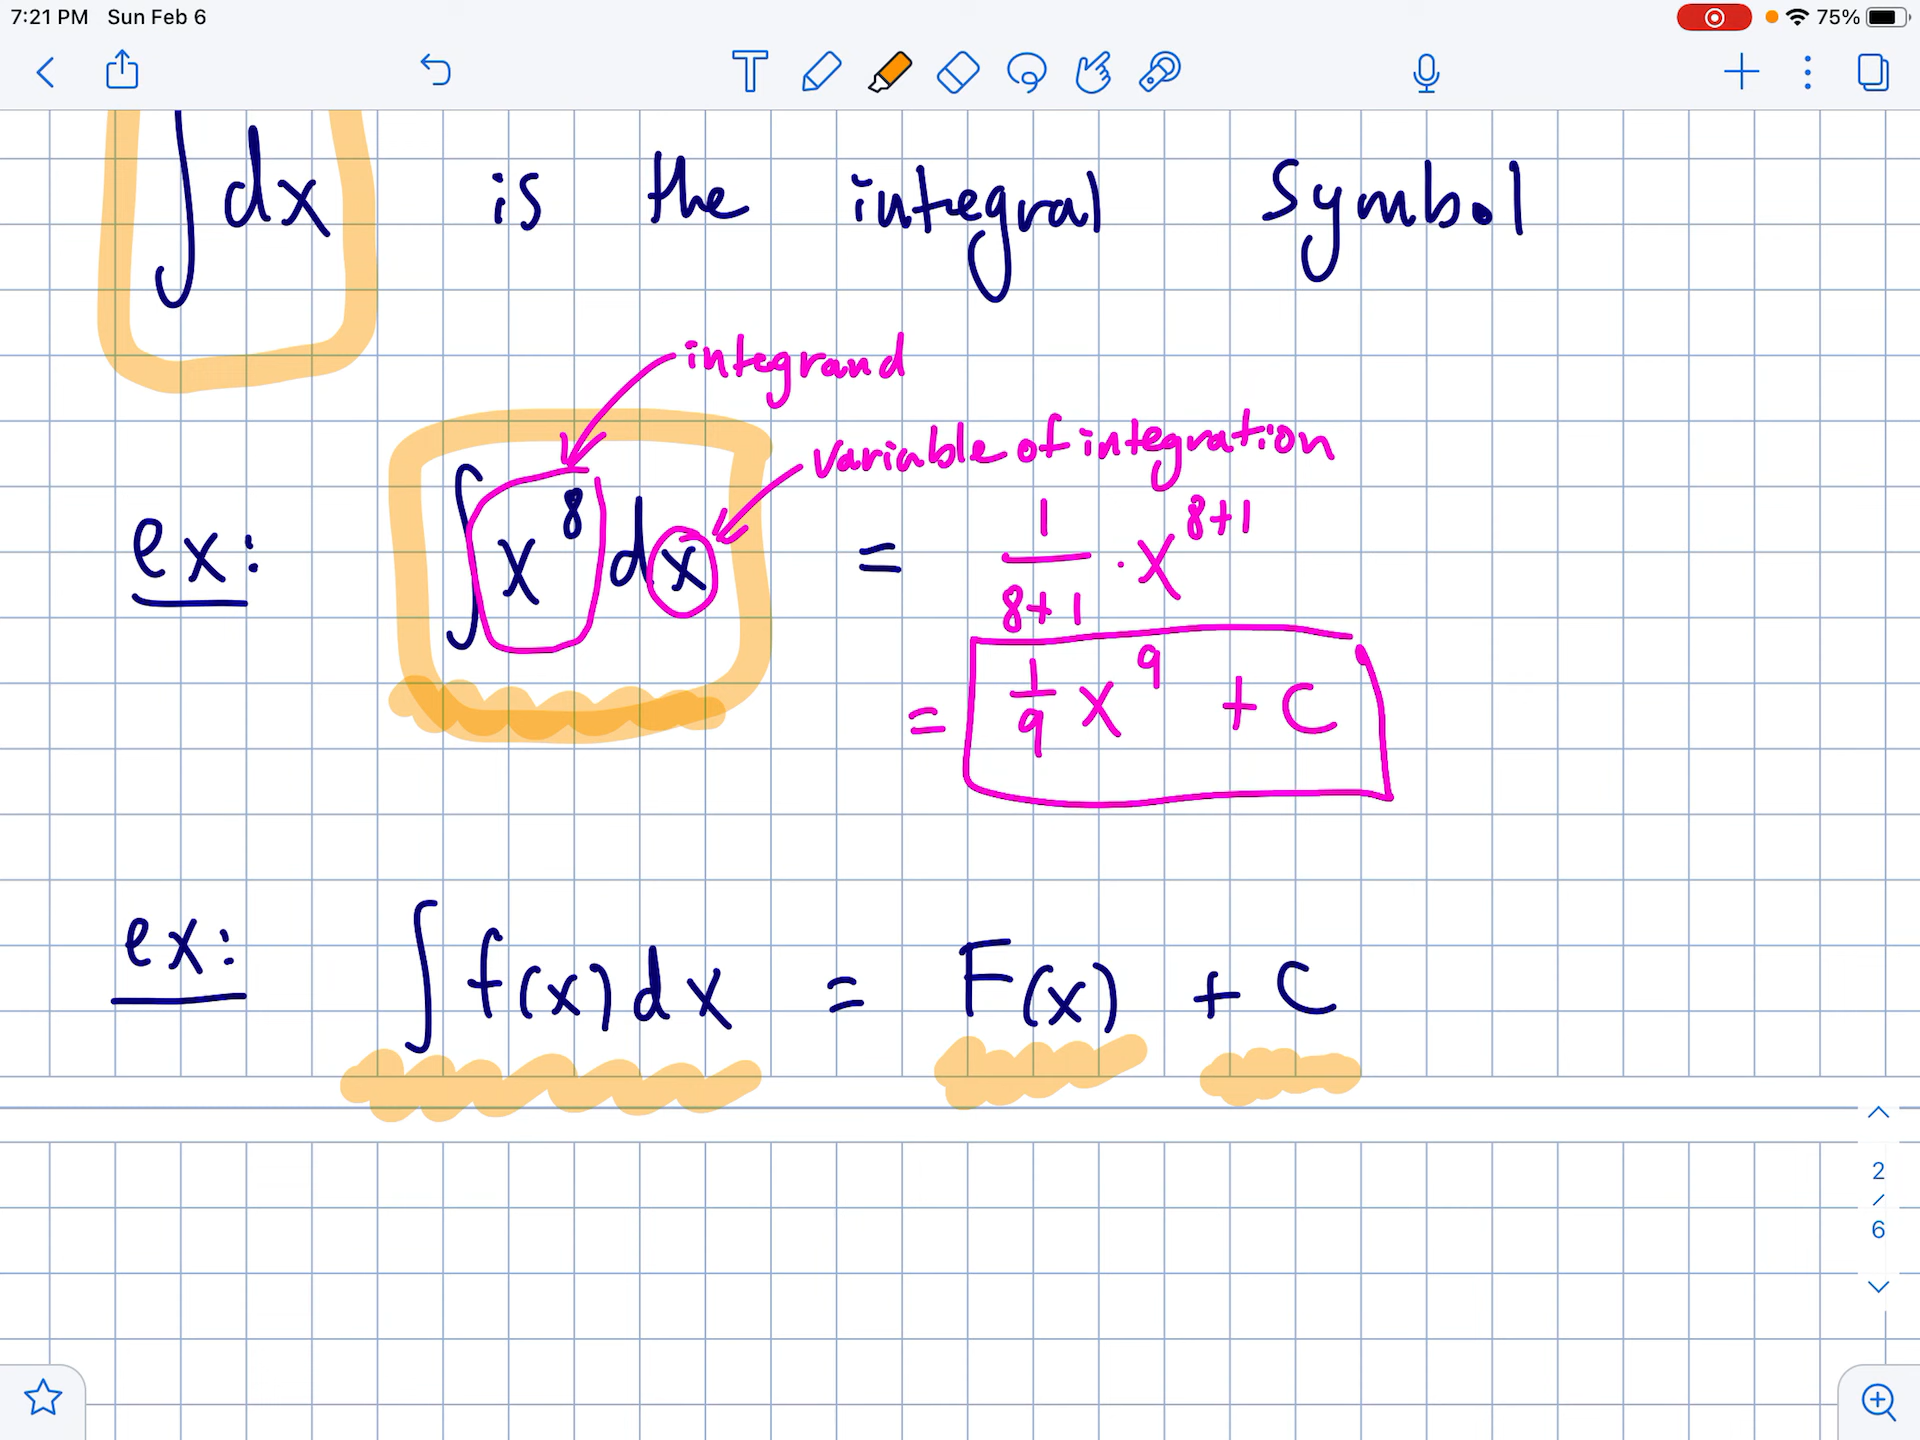 7:21 PM Sun Feb 6 75%
T
∫ dx is the integral symbol
integrand
variable of integration
ex: ∫ x^8 dx = 1/(8+1) · x^(8+1)
= 1/9 x^9 + C
ex: ∫ f(x) dx = F(x) + C
2
/
6